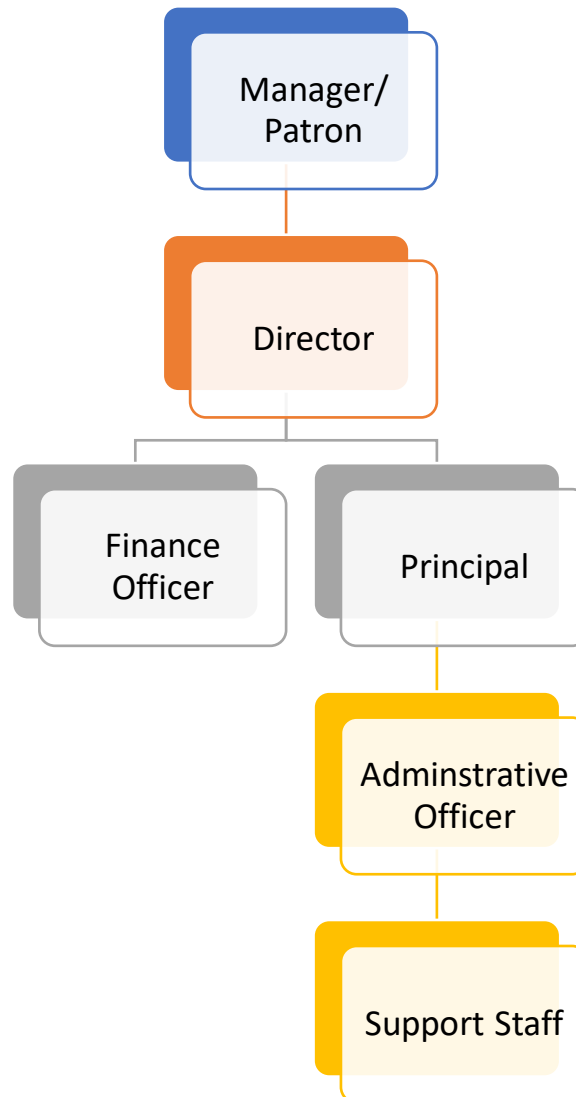 Manager/
Patron
Director
Finance
Officer
Principal
Adminstrative
Officer
Support Staff